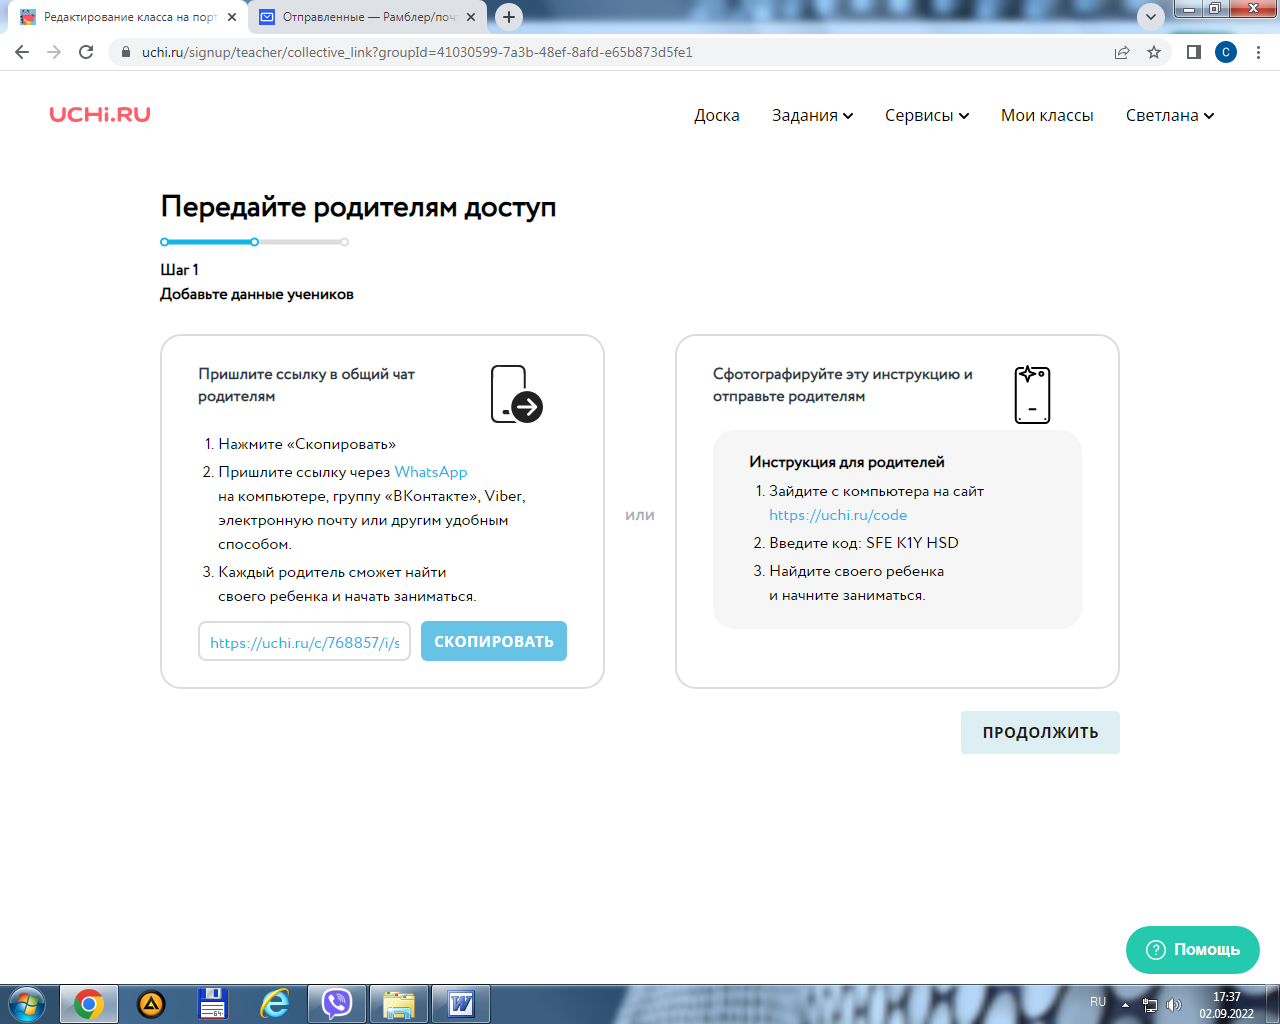 Редактирование класса на порт
Отправленные — Рамблер/поч
uchi.ru/signup/teacher/collective_link?groupId=41030599-7a3b-48ef-8afd-e65b873d5fe1
C
UCHi.RU
Доска
Задания
Сервисы
Мои классы
Светлана
Передайте родителям доступ
Шаг 1
Добавьте данные учеников
Пришлите ссылку в общий чат
родителям
1. Нажмите «Скопировать»
2. Пришлите ссылку через WhatsApp
на компьютере, группу «ВКонтакте», Viber,
электронную почту или другим удобным
способом.
3. Каждый родитель сможет найти
своего ребенка и начать заниматься.
https://uchi.ru/c/768857/i/s
СКОПИРОВАТЬ
или
Сфотографируйте эту инструкцию и
отправьте родителям
Инструкция для родителей
1. Зайдите с компьютера на сайт
https://uchi.ru/code
2. Введите код: SFE K1Y HSD
3. Найдите своего ребенка
и начните заниматься.
ПРОДОЛЖИТЬ
Помощь
RU
17:37
02.09.2022